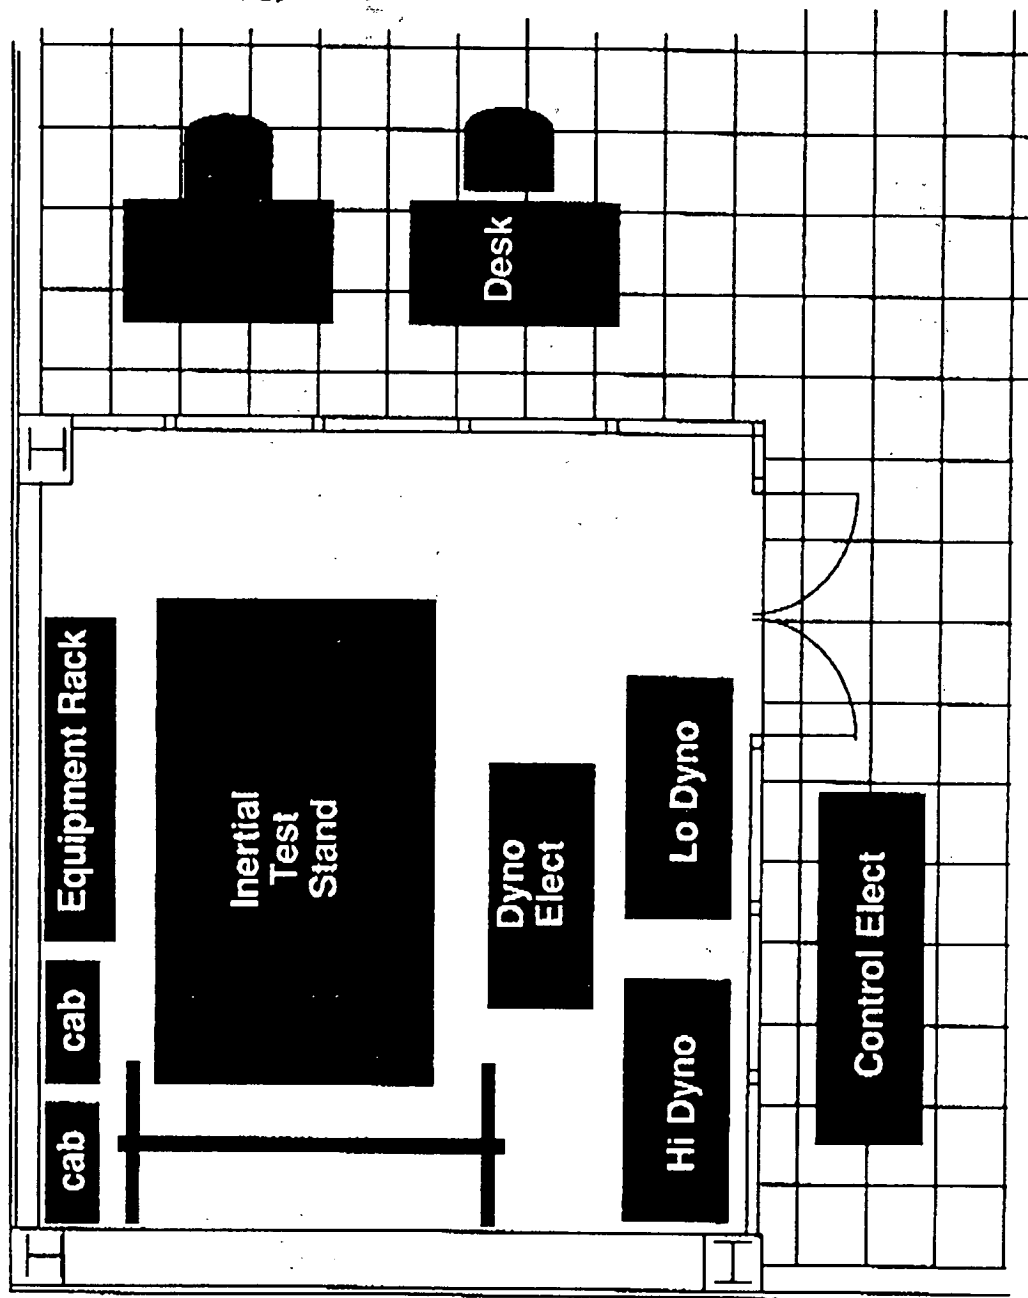 Desk
Equipment Rack
Inertial
Test
Stand
Dyno
Elect
Lo Dyno
Control Elect
cab
cab
Hi Dyno